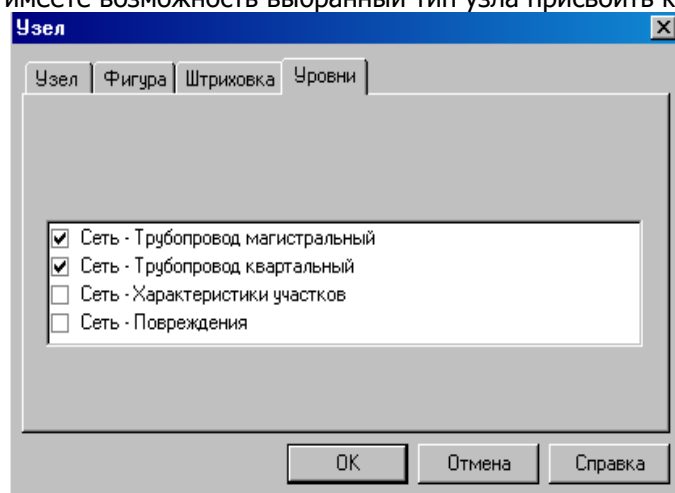 имеете возможность выбранный тип узла присвоить к
Узел
Узел Фигура Штриховка Уровни
Сеть - Трубопровод магистральный
Сеть - Трубопровод квартальный
Сеть - Характеристики участков
Сеть - Повреждения
OK Отмена Справка